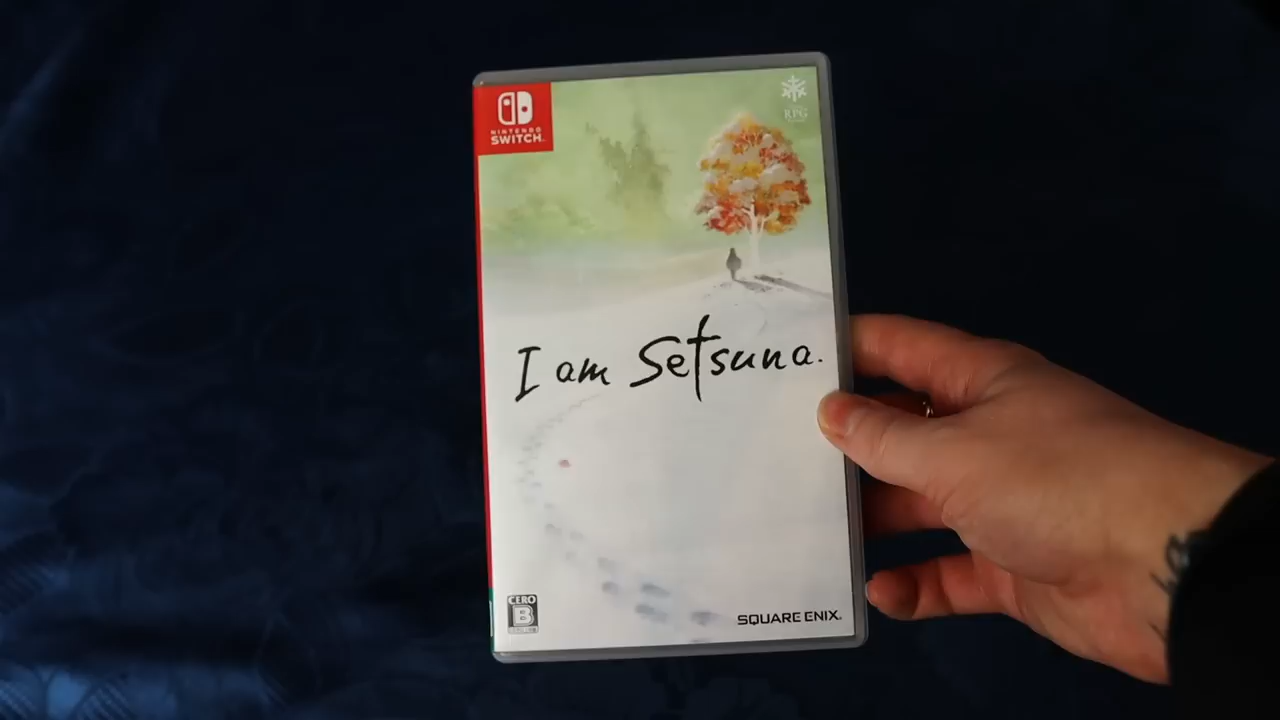 NINTENDO
SWITCH
RPG
I am Setsuna.
CERO
B
SQUARE ENIX